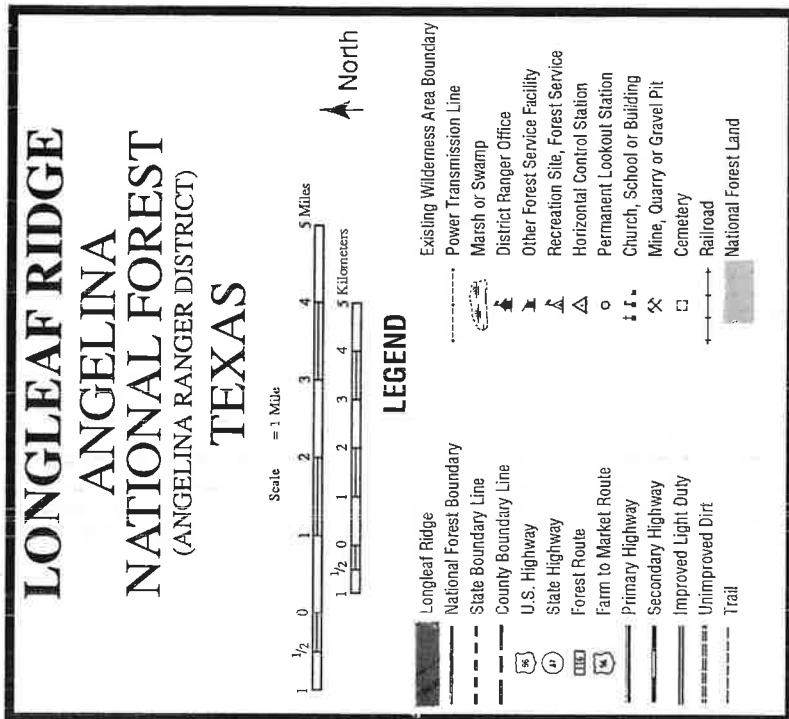 LONGLEAF RIDGE
ANGELINA
NATIONAL FOREST
(ANGELINA RANGER DISTRICT)
TEXAS
Scale = 1 Mile
1 1/2 0 1 2 3 4 5 Miles
1 1/2 0 1 2 3 4 5 Kilometers
North
LEGEND
Longleaf Ridge
National Forest Boundary
State Boundary Line
County Boundary Line
96 U.S. Highway
87 State Highway
116 Forest Route
96 Farm to Market Route
Primary Highway
Secondary Highway
Improved Light Duty
Unimproved Dirt
Trail
Existing Wilderness Area Boundary
Power Transmission Line
Marsh or Swamp
District Ranger Office
Other Forest Service Facility
Recreation Site, Forest Service
Horizontal Control Station
Permanent Lookout Station
Church, School or Building
Mine, Quarry or Gravel Pit
Cemetery
Railroad
National Forest Land